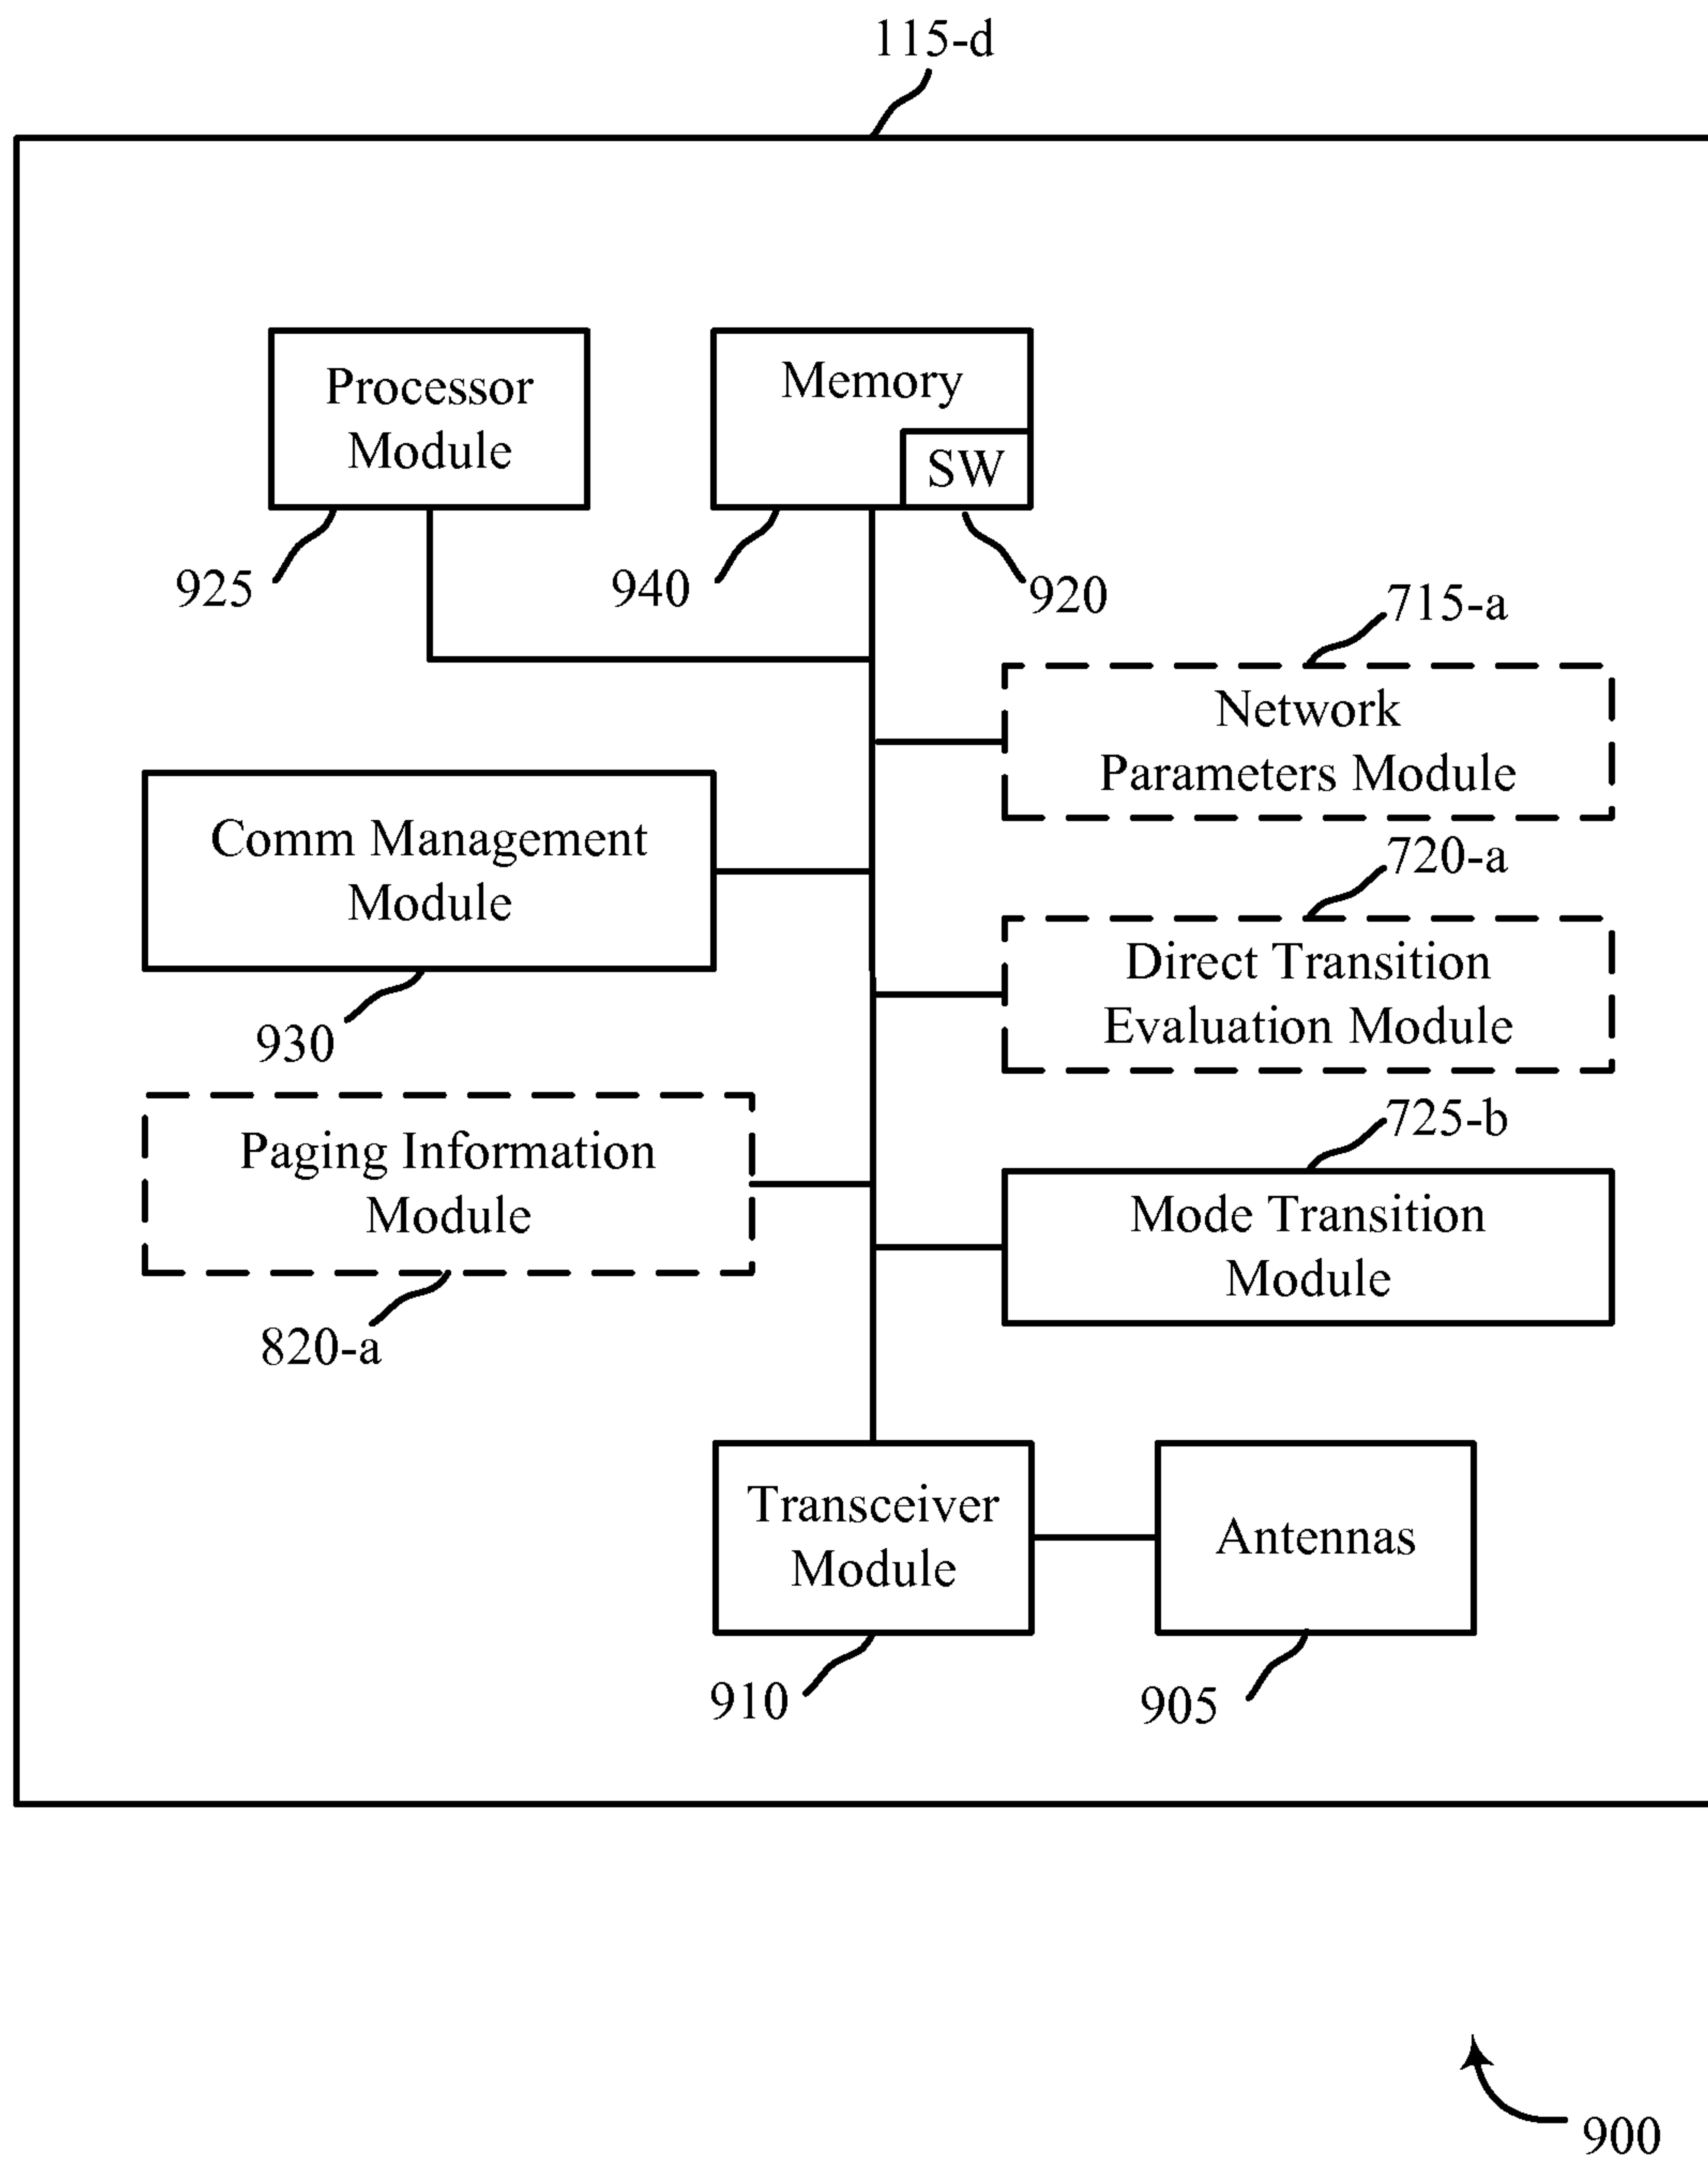 115-d
Processor
Module
Memory
SW
925
940
920
715-a
Network
Parameters Module
Comm Management
Module
930
720-a
Direct Transition
Evaluation Module
Paging Information
Module
820-a
725-b
Mode Transition
Module
Transceiver
Module
Antennas
910
905
900